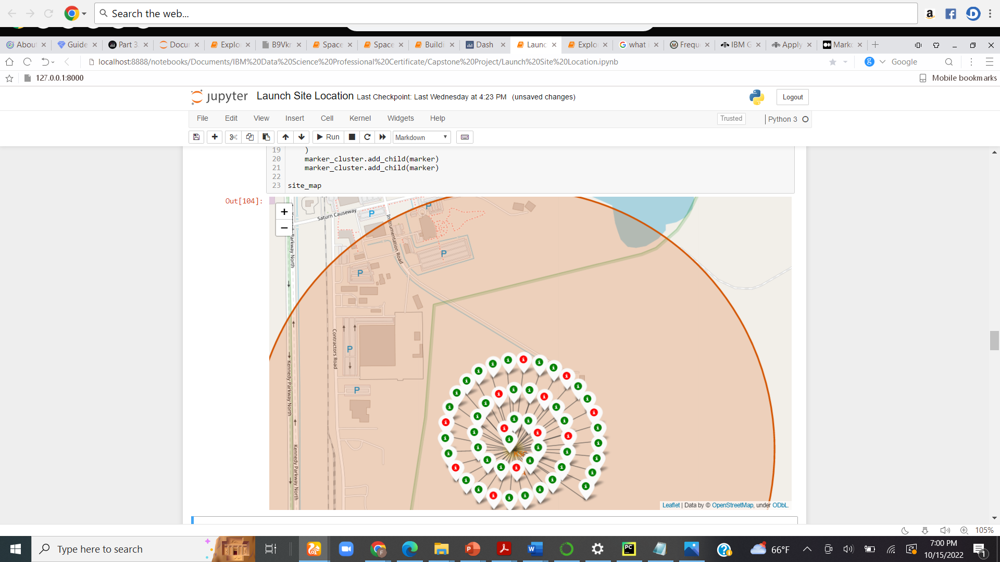 Search the web...
Abou
Guide
Part 3.
Docu
Explo
B9Vkr
Space
Space
Buildi
Dash
Launc
Explo
what i
Frequ
IBM G
Apply
Marke
localhost:8888/notebooks/Documents/IBM%20Data%20Science%20Professional%20Certificate/Capstone%20Project/Launch%20Site%20Location.ipynb
Google
127.0.0.1:8000
Mobile bookmarks
jupyter Launch Site Location Last Checkpoint: Last Wednesday at 4:23 PM (unsaved changes)
Logout
File Edit View Insert Cell Kernel Widgets Help
Trusted
Python 3
Run
Markdown
19 )
20 marker_cluster.add_child(marker)
21 marker_cluster.add_child(marker)
22
23 site_map
Out[104]:
+
−
Saturn Causeway
Instrumentation Road
Parkway North
Contractors Road
Kennedy Parkway North
Kennedy Parkway North
P
P
P
P
P
P
Leaflet | Data by © OpenStreetMap, under ODbL.
105%
Type here to search
66°F
7:00 PM
10/15/2022
1